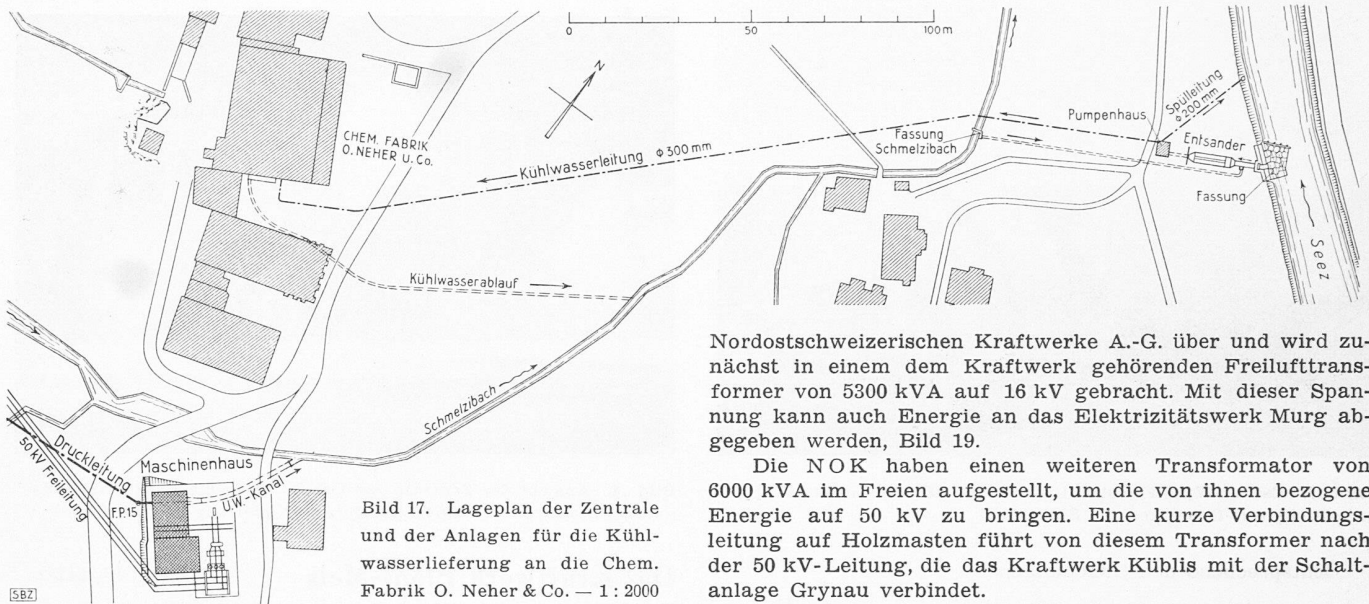 0 50 100 m
N
CHEM. FABRIK
O. NEHER U. Co.
Kühlwasserleitung ⌀ 300 mm
Fassung
Schmelzibach
Pumpenhaus
Spülleitung
⌀ 200 mm
Entsander
Fassung
Seez
Kühlwasserablauf
Schmelzibach
Druckleitung
50 kV Freileitung
Maschinenhaus
F.P.15
U.W.-Kanal
SBZ
Bild 17. Lageplan der Zentrale
und der Anlagen für die Kühl-
wasserlieferung an die Chem.
Fabrik O. Neher & Co. — 1 : 2000
Nordostschweizerischen Kraftwerke A.-G. über und wird zu-
nächst in einem dem Kraftwerk gehörenden Freilufttrans-
former von 5300 kVA auf 16 kV gebracht. Mit dieser Span-
nung kann auch Energie an das Elektrizitätswerk Murg ab-
gegeben werden, Bild 19.
Die NOK haben einen weiteren Transformator von
6000 kVA im Freien aufgestellt, um die von ihnen bezogene
Energie auf 50 kV zu bringen. Eine kurze Verbindungs-
leitung auf Holzmasten führt von diesem Transformer nach
der 50 kV-Leitung, die das Kraftwerk Küblis mit der Schalt-
anlage Grynau verbindet.